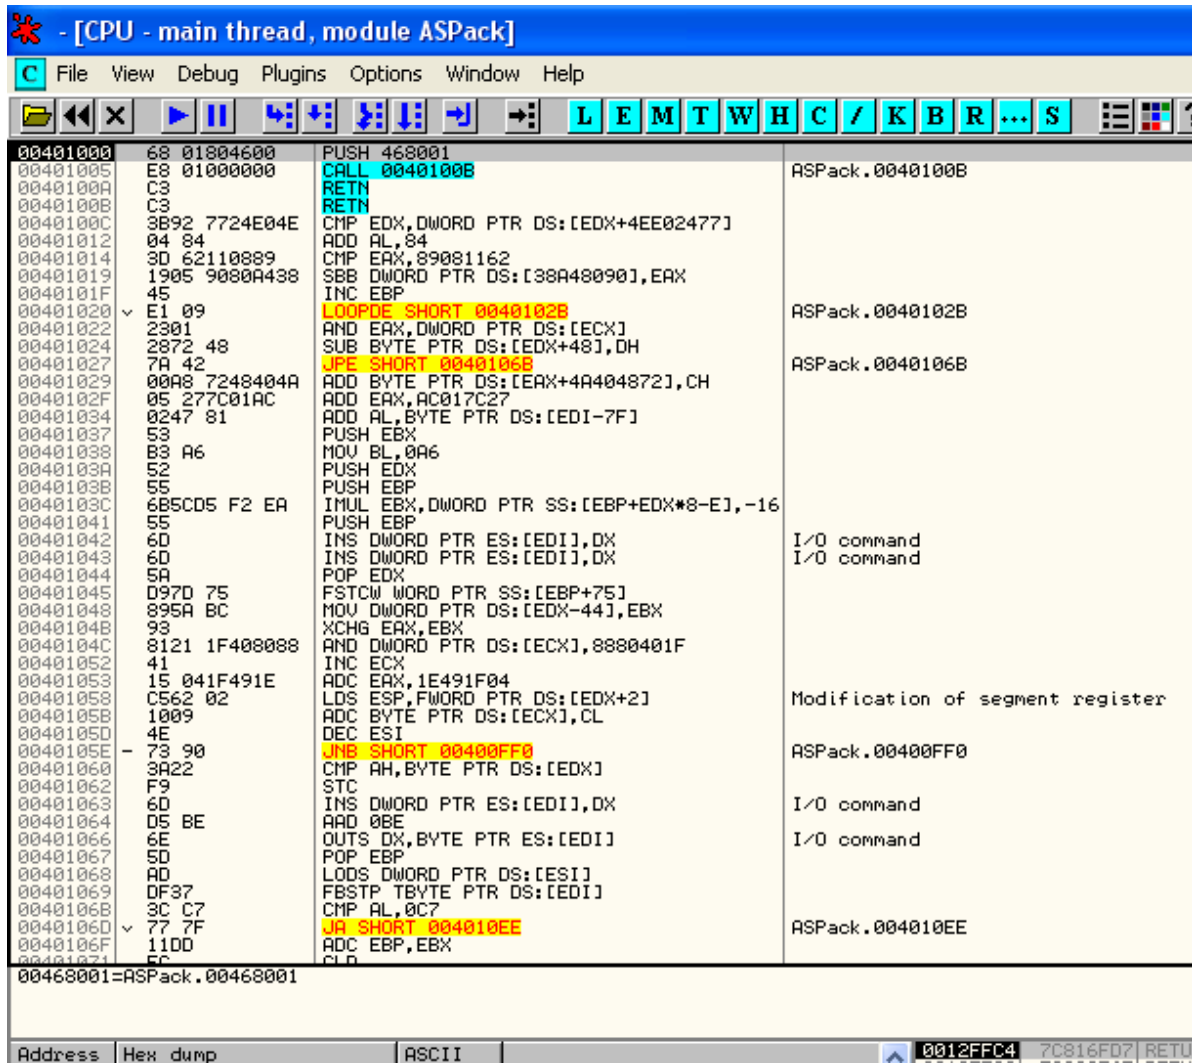 - [CPU - main thread, module ASPack]
C File View Debug Plugins Options Window Help
L E M T W H C / K B R ... S
00401000 68 01804600 PUSH 468001
00401005 E8 01000000 CALL 0040100B ASPack.0040100B
0040100A C3 RETN
0040100B C3 RETN
0040100C 3B92 7724E04E CMP EDX,DWORD PTR DS:[EDX+4EE02477]
00401012 04 84 ADD AL,84
00401014 3D 62110889 CMP EAX,89081162
00401019 1905 9080A438 SBB DWORD PTR DS:[38A48090],EAX
0040101F 45 INC EBP
00401020 E1 09 LOOPDE SHORT 0040102B ASPack.0040102B
00401022 2301 AND EAX,DWORD PTR DS:[ECX]
00401024 2872 48 SUB BYTE PTR DS:[EDX+48],DH
00401027 7A 42 JPE SHORT 0040106B ASPack.0040106B
00401029 00A8 7248404A ADD BYTE PTR DS:[EAX+4A404872],CH
0040102F 05 277C01AC ADD EAX,AC017C27
00401034 0247 81 ADD AL,BYTE PTR DS:[EDI-7F]
00401037 53 PUSH EBX
00401038 B3 A6 MOV BL,0A6
0040103A 52 PUSH EDX
0040103B 55 PUSH EBP
0040103C 6B5CD5 F2 EA IMUL EBX,DWORD PTR SS:[EBP+EDX*8-E],-16
00401041 55 PUSH EBP
00401042 6D INS DWORD PTR ES:[EDI],DX I/O command
00401043 6D INS DWORD PTR ES:[EDI],DX I/O command
00401044 5A POP EDX
00401045 D97D 75 FSTCW WORD PTR SS:[EBP+75]
00401048 895A BC MOV DWORD PTR DS:[EDX-44],EBX
0040104B 93 XCHG EAX,EBX
0040104C 8121 1F408088 AND DWORD PTR DS:[ECX],8880401F
00401052 41 INC ECX
00401053 15 041F491E ADC EAX,1E491F04
00401058 C562 02 LDS ESP,FWORD PTR DS:[EDX+2] Modification of segment register
0040105B 1009 ADC BYTE PTR DS:[ECX],CL
0040105D 4E DEC ESI
0040105E - 73 90 JNB SHORT 00400FF0 ASPack.00400FF0
00401060 3A22 CMP AH,BYTE PTR DS:[EDX]
00401062 F9 STC
00401063 6D INS DWORD PTR ES:[EDI],DX I/O command
00401064 D5 BE AAD 0BE
00401066 6E OUTS DX,BYTE PTR ES:[EDI] I/O command
00401067 5D POP EBP
00401068 AD LODS DWORD PTR DS:[ESI]
00401069 DF37 FBSTP TBYTE PTR DS:[EDI]
0040106B 3C C7 CMP AL,0C7
0040106D 77 7F JA SHORT 004010EE ASPack.004010EE
0040106F 11DD ADC EBP,EBX
00401071 FC CLD
00468001=ASPack.00468001
Address Hex dump ASCII 0012FFC4 7C816FD7 RETU